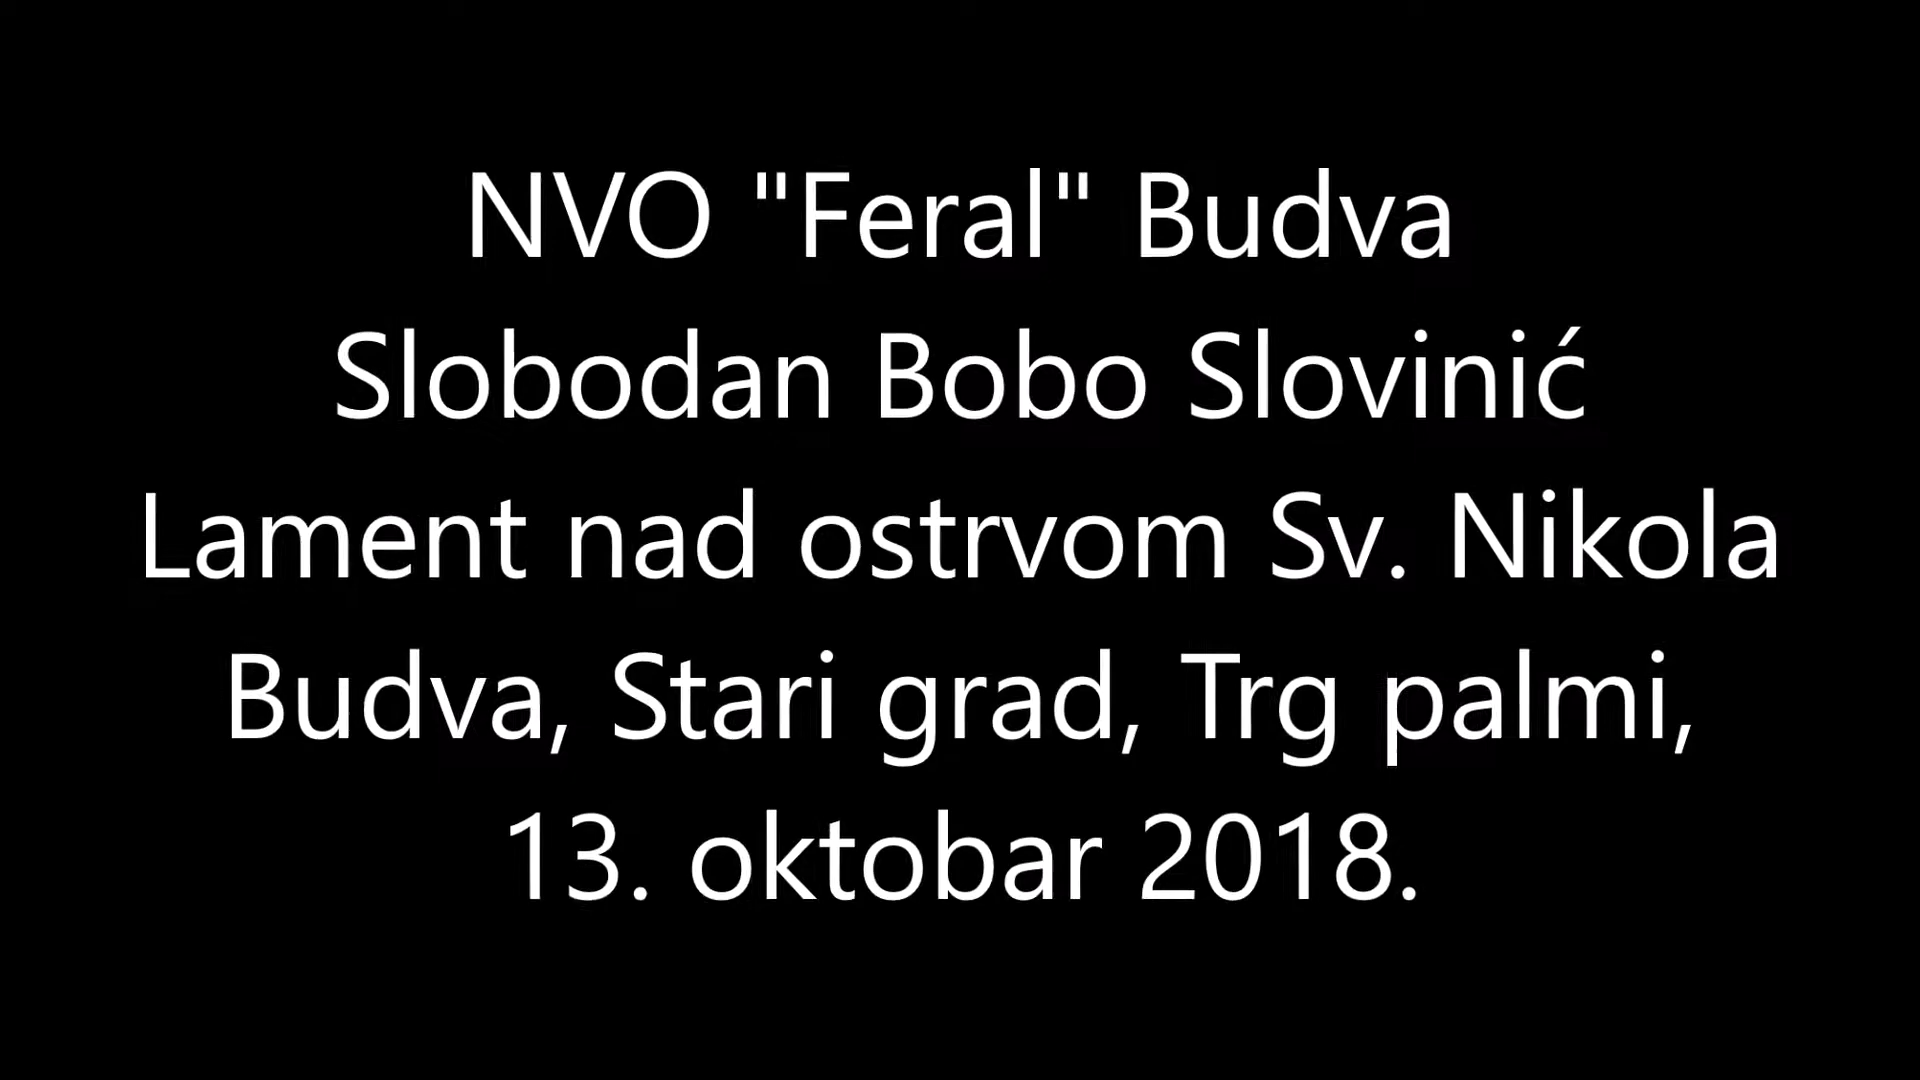 NVO "Feral" Budva
Slobodan Bobo Slovinić
Lament nad ostrvom Sv. Nikola
Budva, Stari grad, Trg palmi,
13. oktobar 2018.